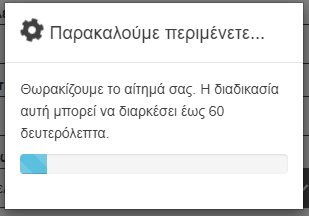 Παρακαλούμε περιμένετε...
Θωρακίζουμε το αίτημά σας. Η διαδικασία
αυτή μπορεί να διαρκέσει έως 60
δευτερόλεπτα.